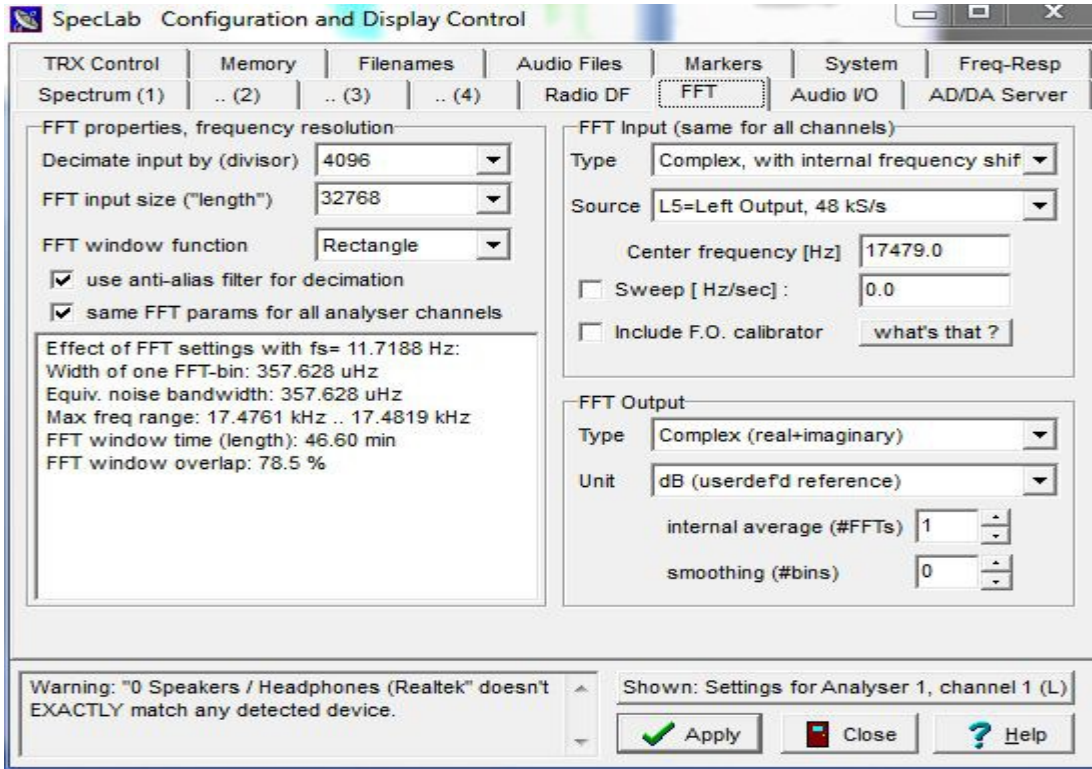 SpecLab Configuration and Display Control
TRX Control Memory Filenames Audio Files Markers System Freq-Resp
Spectrum (1) .. (2) .. (3) .. (4) Radio DF FFT Audio I/O AD/DA Server
FFT properties, frequency resolution
Decimate input by (divisor) 4096
FFT input size ("length") 32768
FFT window function Rectangle
use anti-alias filter for decimation
same FFT params for all analyser channels
Effect of FFT settings with fs= 11.7188 Hz:
Width of one FFT-bin: 357.628 uHz
Equiv. noise bandwidth: 357.628 uHz
Max freq range: 17.4761 kHz .. 17.4819 kHz
FFT window time (length): 46.60 min
FFT window overlap: 78.5 %
FFT Input (same for all channels)
Type Complex, with internal frequency shif
Source L5=Left Output, 48 kS/s
Center frequency [Hz] 17479.0
Sweep [ Hz/sec] : 0.0
Include F.O. calibrator what's that ?
FFT Output
Type Complex (real+imaginary)
Unit dB (userdef'd reference)
internal average (#FFTs) 1
smoothing (#bins) 0
Warning: "0 Speakers / Headphones (Realtek" doesn't
EXACTLY match any detected device.
Shown: Settings for Analyser 1, channel 1 (L)
Apply Close Help